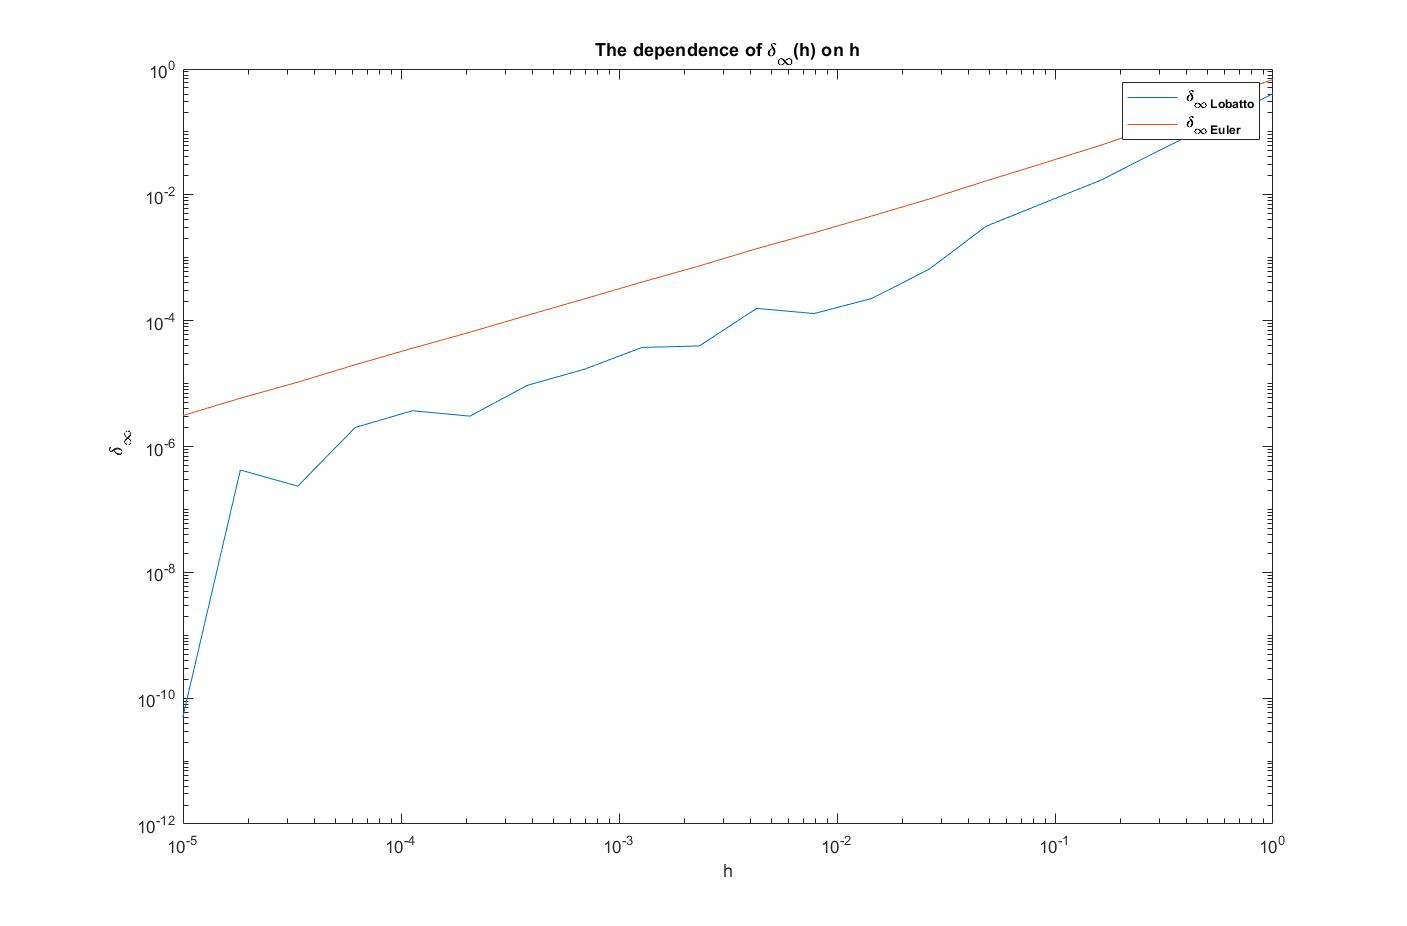 The dependence of δ∞(h) on h
10^0
10^-2
10^-4
10^-6
10^-8
10^-10
10^-12
δ∞
δ∞ Lobatto
δ∞ Euler
10^-5
10^-4
10^-3
10^-2
10^-1
10^0
h